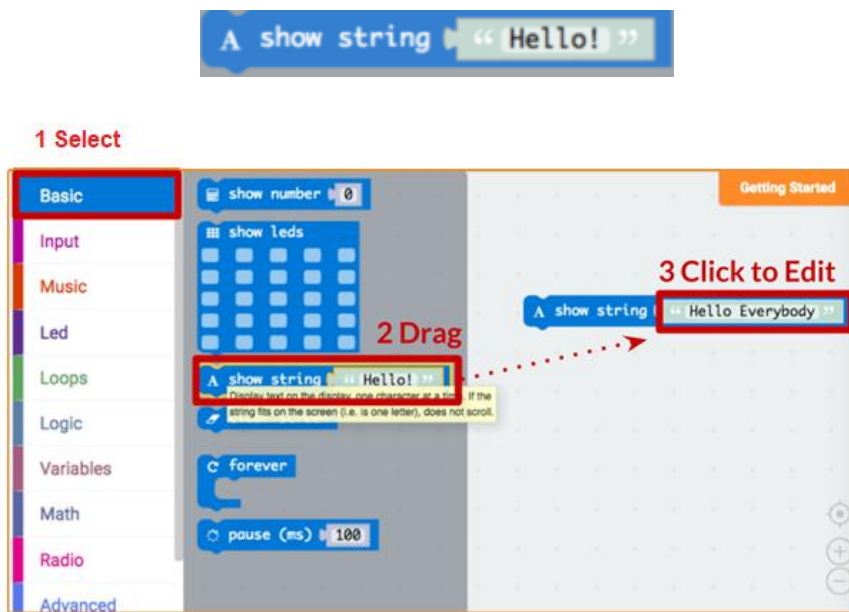 A show string “ Hello! ”
1 Select
Basic
Input
Music
Led
Loops
Logic
Variables
Math
Radio
Advanced
show number 0
show leds
2 Drag
A show string “ Hello! ”
Display text on the display, one character at a time. If the
string fits on the screen (i.e. is one letter), does not scroll.
forever
pause (ms) 100
Getting Started
3 Click to Edit
A show string “ Hello Everybody ”